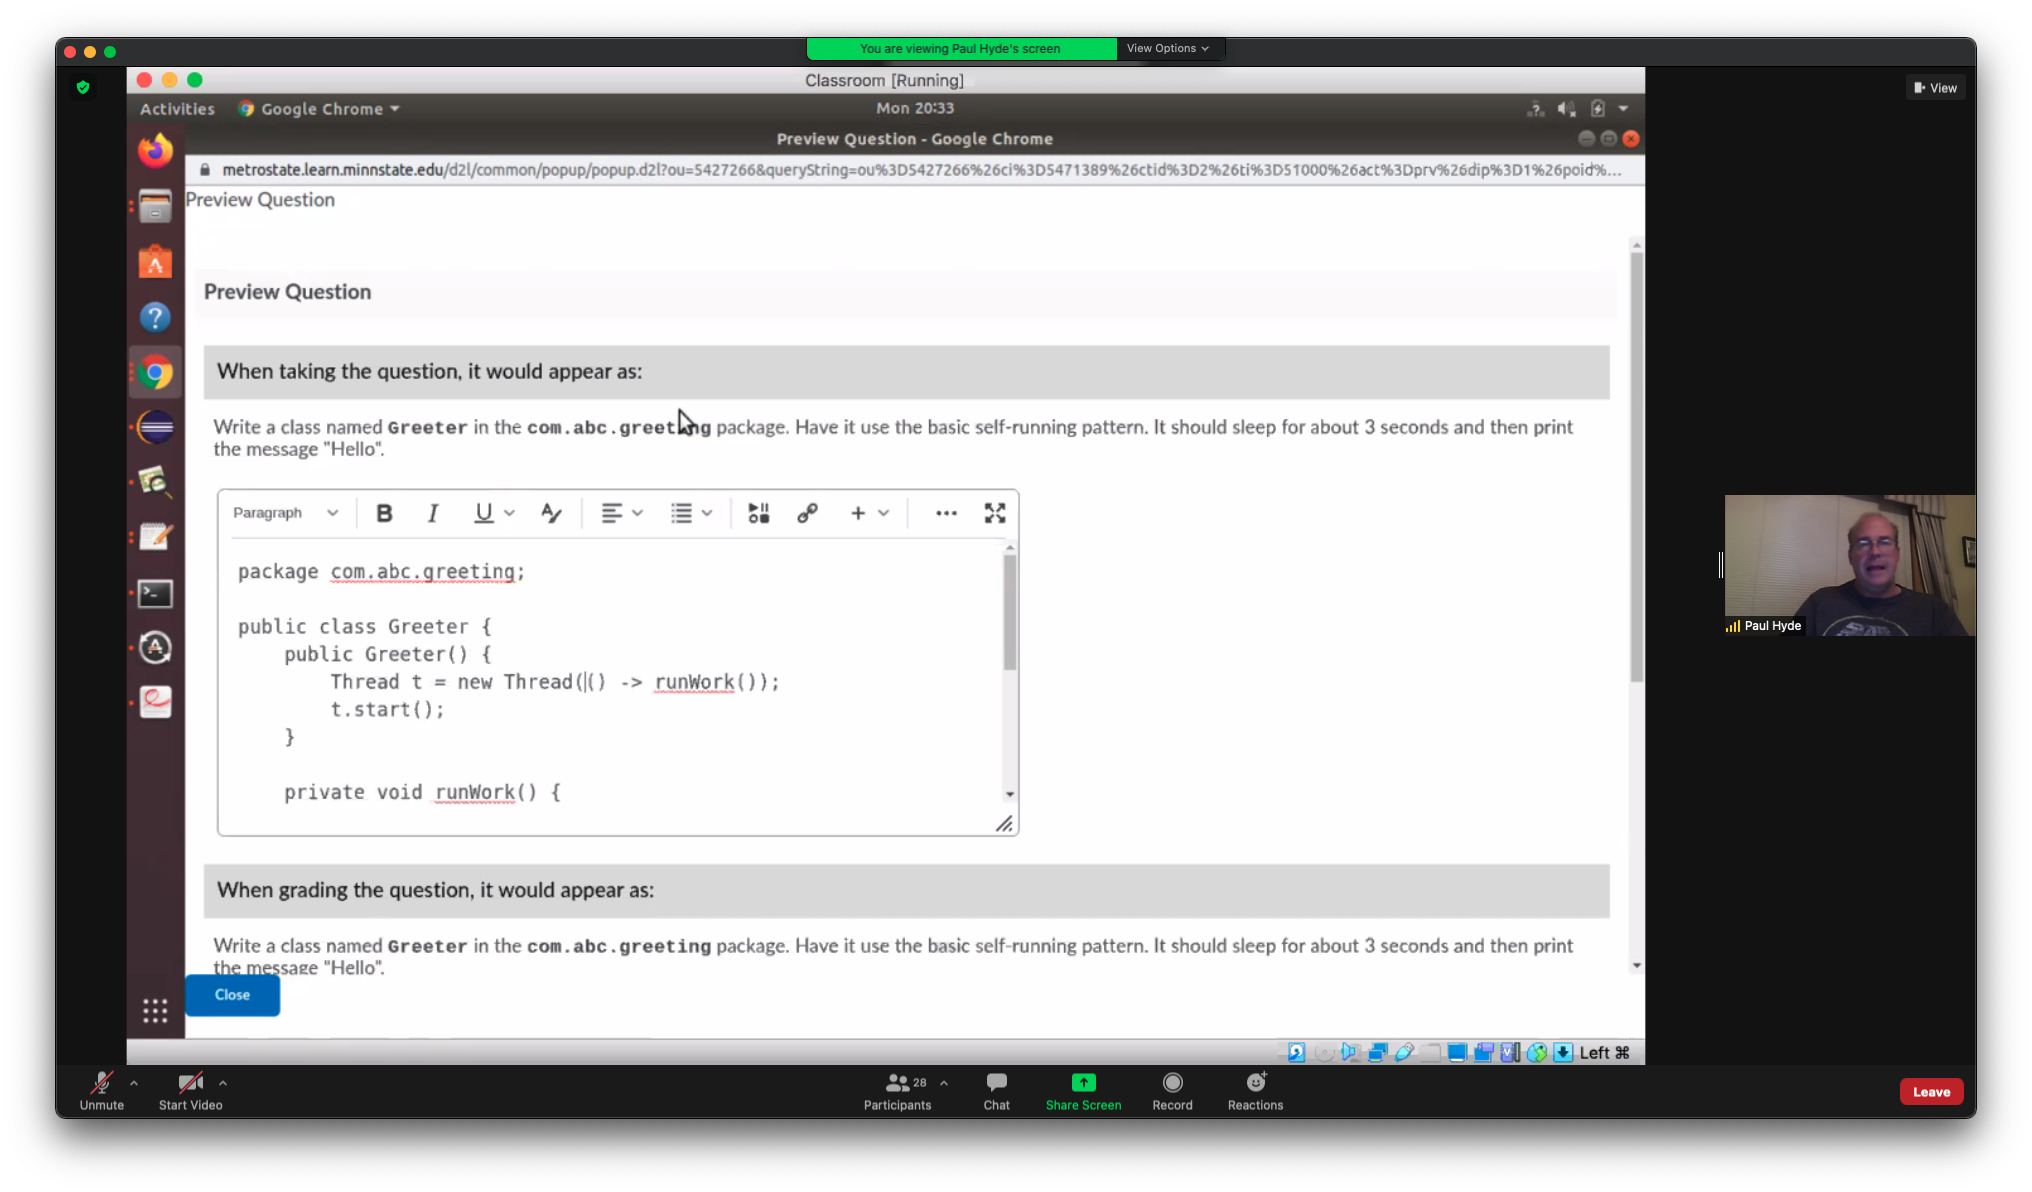 You are viewing Paul Hyde's screen
View Options
Classroom [Running]
View
Activities
Google Chrome
Mon 20:33
Preview Question - Google Chrome
metrostate.learn.minnstate.edu/d2l/common/popup/popup.d2l?ou=5427266&queryString=ou%3D5427266%26ci%3D5471389%26ctid%3D2%26ti%3D51000%26act%3Dprv%26dip%3D1%26poid%...
Preview Question
Preview Question
When taking the question, it would appear as:
Write a class named Greeter in the com.abc.greeting package. Have it use the basic self-running pattern. It should sleep for about 3 seconds and then print
the message "Hello".
Paragraph
package com.abc.greeting;
public class Greeter {
public Greeter() {
Thread t = new Thread(() -> runWork());
t.start();
}
private void runWork() {
Paul Hyde
When grading the question, it would appear as:
Write a class named Greeter in the com.abc.greeting package. Have it use the basic self-running pattern. It should sleep for about 3 seconds and then print
the message "Hello".
Close
Left ⌘
Unmute
Start Video
28
Participants
Chat
Share Screen
Record
Reactions
Leave